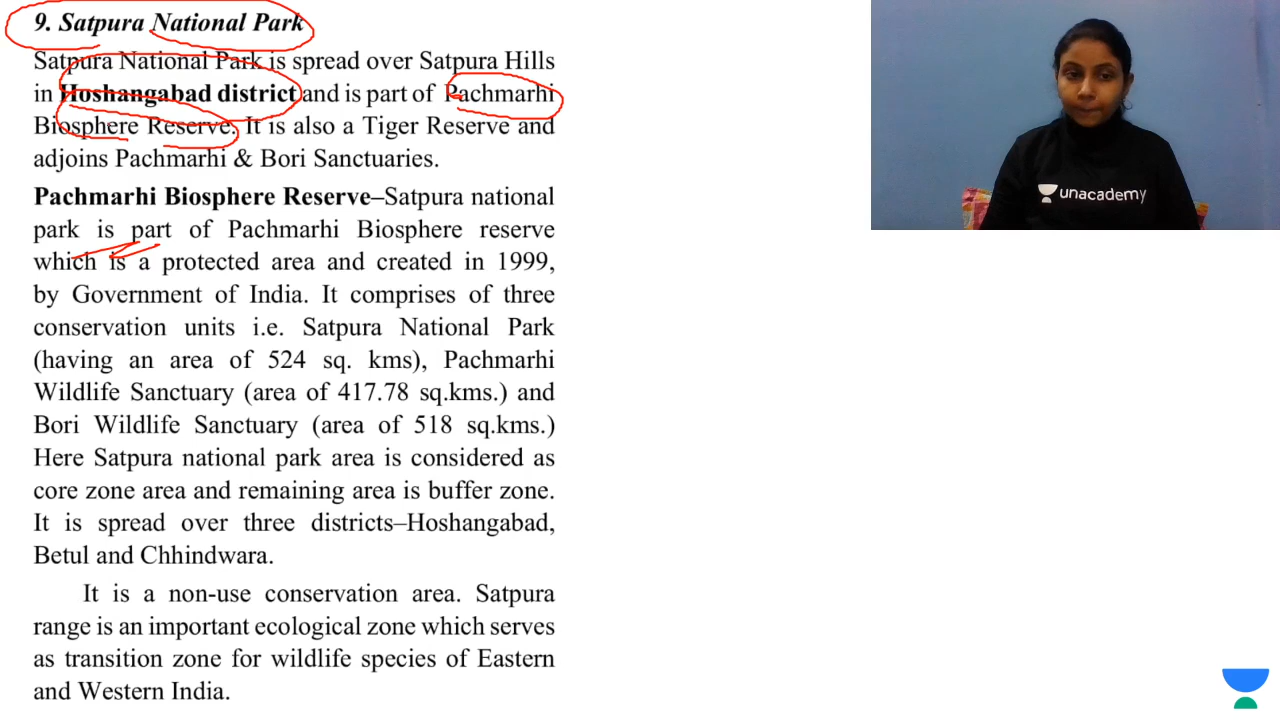 9. Satpura National Park
Satpura National Park is spread over Satpura Hills
in Hoshangabad district and is part of Pachmarhi
Biosphere Reserve. It is also a Tiger Reserve and
adjoins Pachmarhi & Bori Sanctuaries.
Pachmarhi Biosphere Reserve–Satpura national
park is part of Pachmarhi Biosphere reserve
which is a protected area and created in 1999,
by Government of India. It comprises of three
conservation units i.e. Satpura National Park
(having an area of 524 sq. kms), Pachmarhi
Wildlife Sanctuary (area of 417.78 sq.kms.) and
Bori Wildlife Sanctuary (area of 518 sq.kms.)
Here Satpura national park area is considered as
core zone area and remaining area is buffer zone.
It is spread over three districts–Hoshangabad,
Betul and Chhindwara.
It is a non-use conservation area. Satpura
range is an important ecological zone which serves
as transition zone for wildlife species of Eastern
and Western India.
unacademy